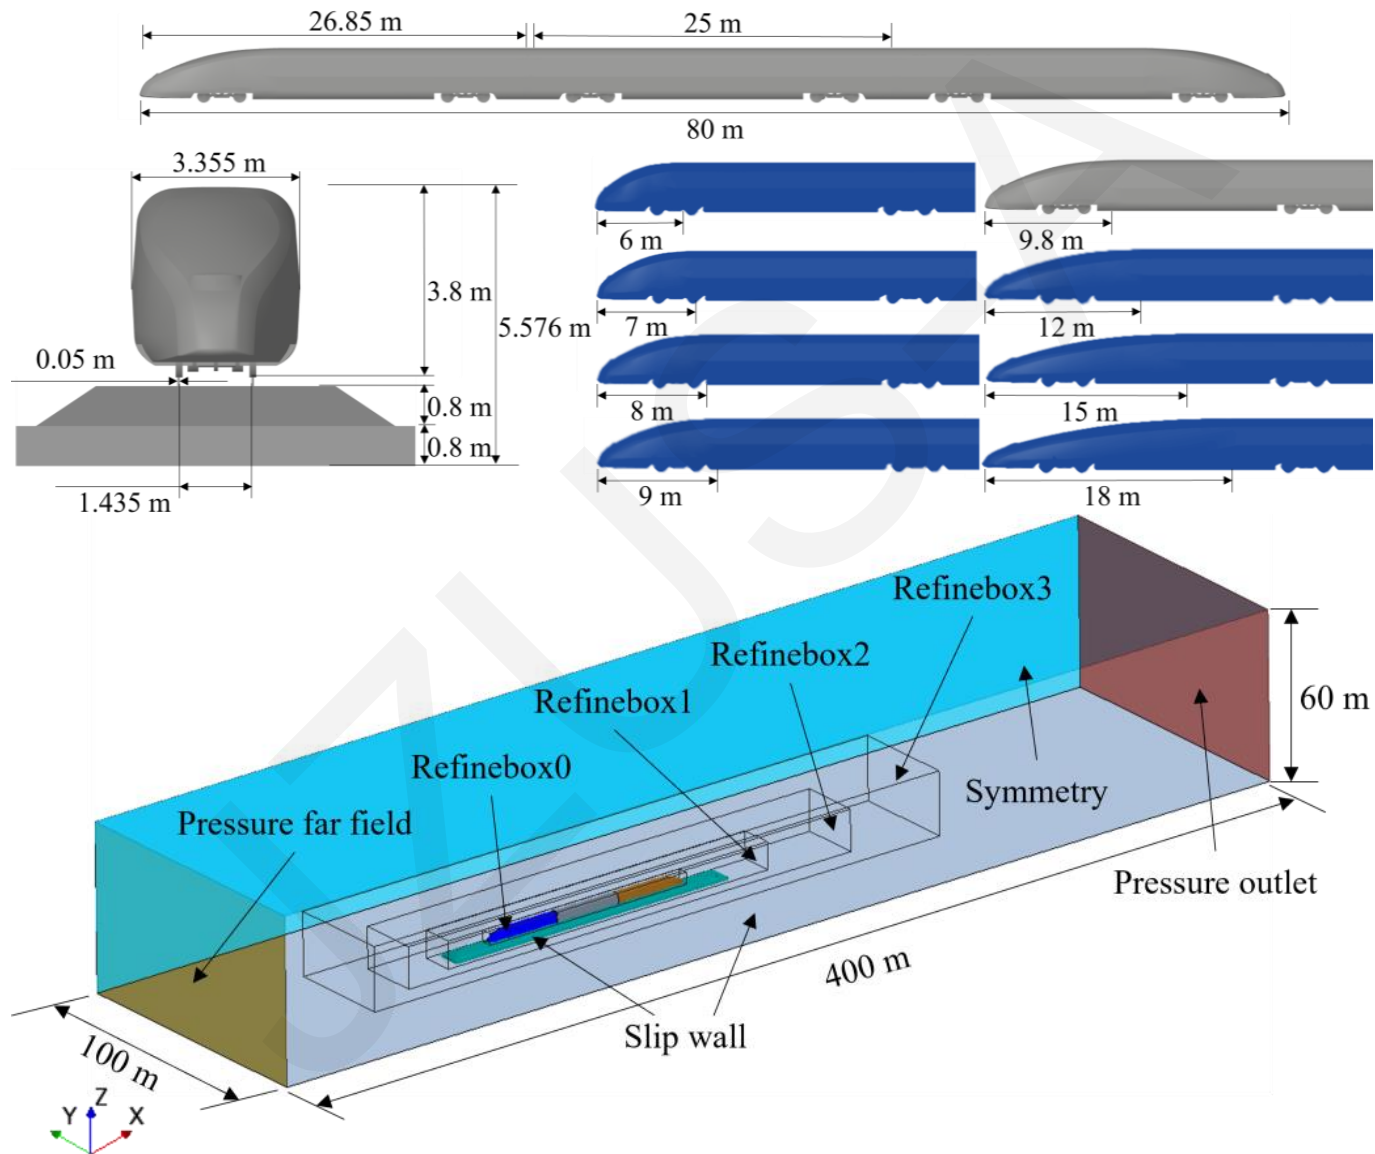 26.85 m
25 m
80 m
3.355 m
3.8 m
5.576 m
0.05 m
0.8 m
0.8 m
1.435 m
6 m
9.8 m
7 m
12 m
8 m
15 m
9 m
18 m
Refinebox3
Refinebox2
Refinebox1
Refinebox0
60 m
Symmetry
Pressure far field
Pressure outlet
400 m
Slip wall
100 m
Z
Y
X
JZUS-A